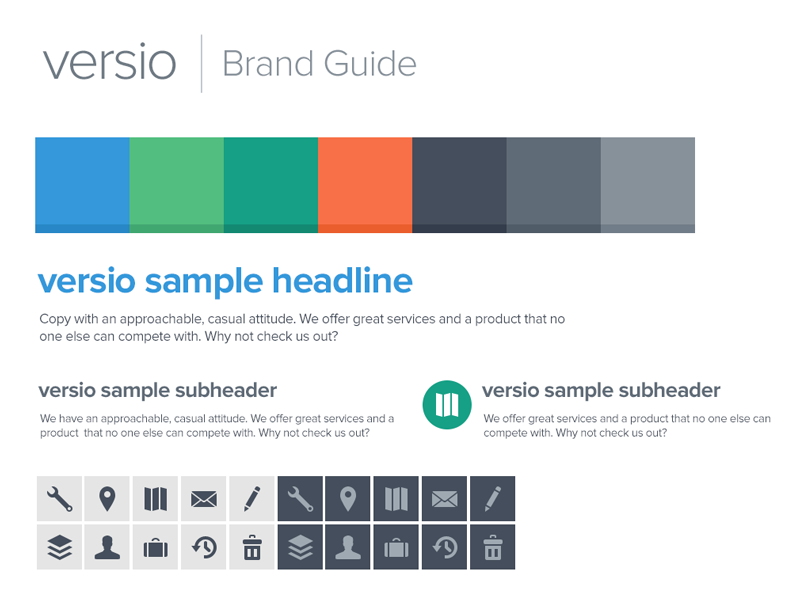 versio
Brand Guide
versio sample headline
Copy with an approachable, casual attitude. We offer great services and a product that no
one else can compete with. Why not check us out?
versio sample subheader
We have an approachable, casual attitude. We offer great services and a
product that no one else can compete with. Why not check us out?
versio sample subheader
We offer great services and a product that no one else can
compete with. Why not check us out?